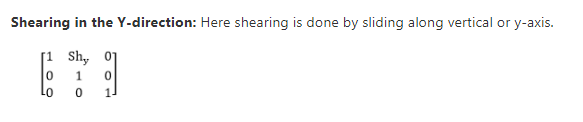 Shearing in the Y-direction: Here shearing is done by sliding along vertical or y-axis.
1 Shy 0
0 1 0
0 0 1